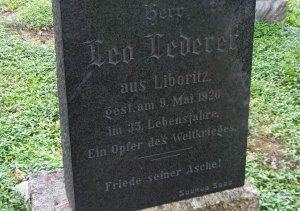 Herr
Leo Lederer
aus Liboritz,
gest. am 9. Mai 1920
im 35. Lebensjahre.
Ein Opfer des Weltkrieges.
Friede seiner Asche!